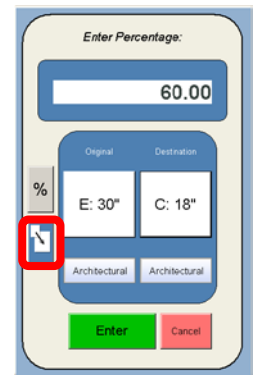 Enter Percentage:
60.00
Original Destination
%
E: 30" C: 18"
Architectural Architectural
Enter Cancel